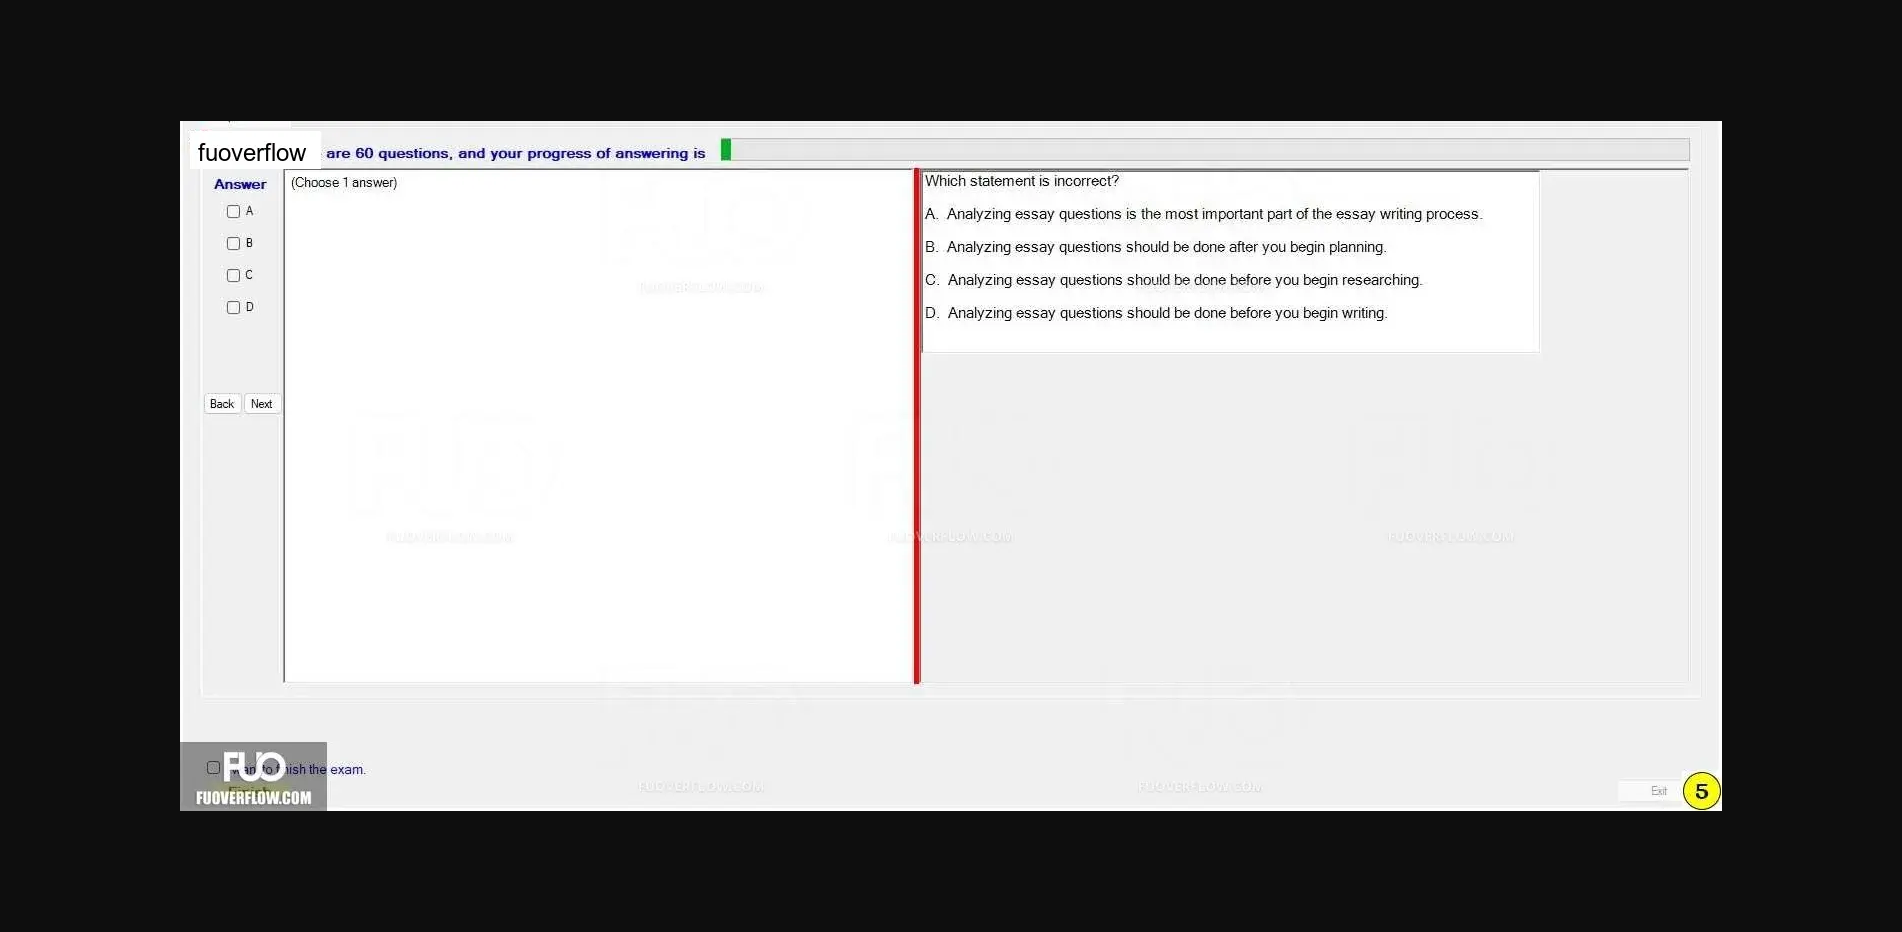 fuoverflow are 60 questions, and your progress of answering is
Answer
A
B
C
D
Back Next
(Choose 1 answer)
Which statement is incorrect?
A. Analyzing essay questions is the most important part of the essay writing process.
B. Analyzing essay questions should be done after you begin planning.
C. Analyzing essay questions should be done before you begin researching.
D. Analyzing essay questions should be done before you begin writing.
FUOVERFLOW.COM
FUOVERFLOW.COM
FUOVERFLOW.COM
FUOVERFLOW.COM
FUO
want to finish the exam.
Finish
FUOVERFLOW.COM
FUOVERFLOW.COM
FUOVERFLOW.COM
Exit
5